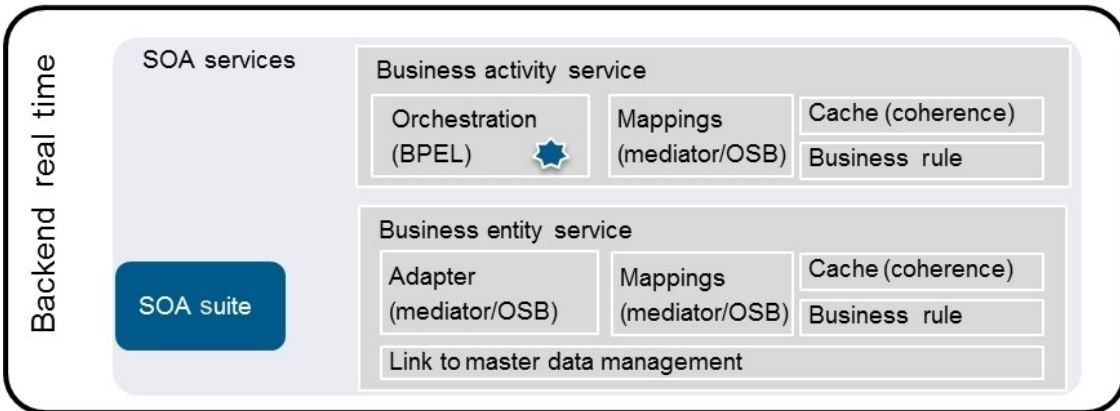 Backend real time
SOA services
Business activity service
Orchestration
(BPEL)
Mappings
(mediator/OSB)
Cache (coherence)
Business rule
Business entity service
Adapter
(mediator/OSB)
Mappings
(mediator/OSB)
Cache (coherence)
Business rule
Link to master data management
SOA suite